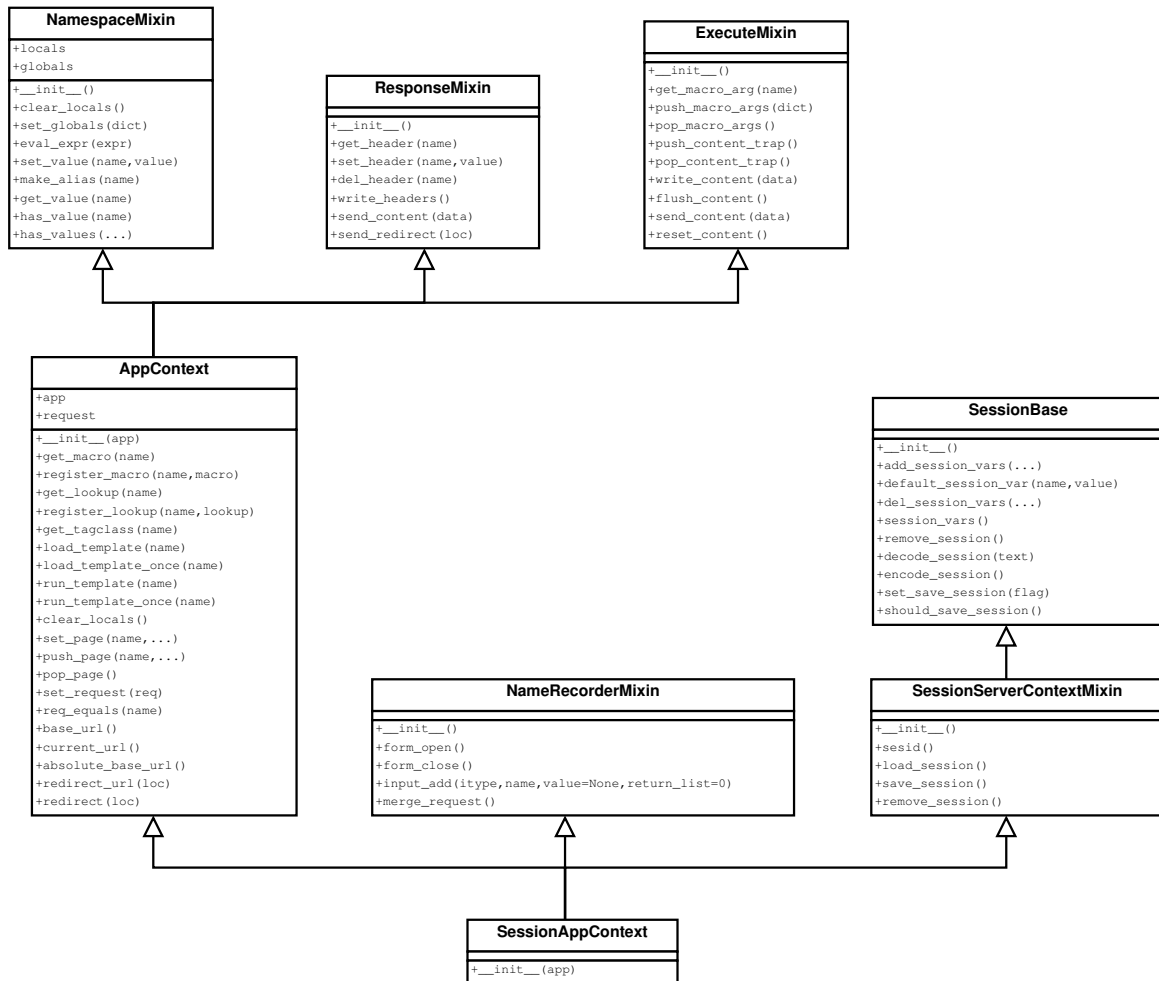 NamespaceMixin
+locals
+globals
+__init__()
+clear_locals()
+set_globals(dict)
+eval_expr(expr)
+set_value(name,value)
+make_alias(name)
+get_value(name)
+has_value(name)
+has_values(...)
ResponseMixin
+__init__()
+get_header(name)
+set_header(name,value)
+del_header(name)
+write_headers()
+send_content(data)
+send_redirect(loc)
ExecuteMixin
+__init__()
+get_macro_arg(name)
+push_macro_args(dict)
+pop_macro_args()
+push_content_trap()
+pop_content_trap()
+write_content(data)
+flush_content()
+send_content(data)
+reset_content()
AppContext
+app
+request
+__init__(app)
+get_macro(name)
+register_macro(name,macro)
+get_lookup(name)
+register_lookup(name,lookup)
+get_tagclass(name)
+load_template(name)
+load_template_once(name)
+run_template(name)
+run_template_once(name)
+clear_locals()
+set_page(name,...)
+push_page(name,...)
+pop_page()
+set_request(req)
+req_equals(name)
+base_url()
+current_url()
+absolute_base_url()
+redirect_url(loc)
+redirect(loc)
SessionBase
+__init__()
+add_session_vars(...)
+default_session_var(name,value)
+del_session_vars(...)
+session_vars()
+remove_session()
+decode_session(text)
+encode_session()
+set_save_session(flag)
+should_save_session()
NameRecorderMixin
+__init__()
+form_open()
+form_close()
+input_add(itype,name,value=None,return_list=0)
+merge_request()
SessionServerContextMixin
+__init__()
+sesid()
+load_session()
+save_session()
+remove_session()
SessionAppContext
+__init__(app)